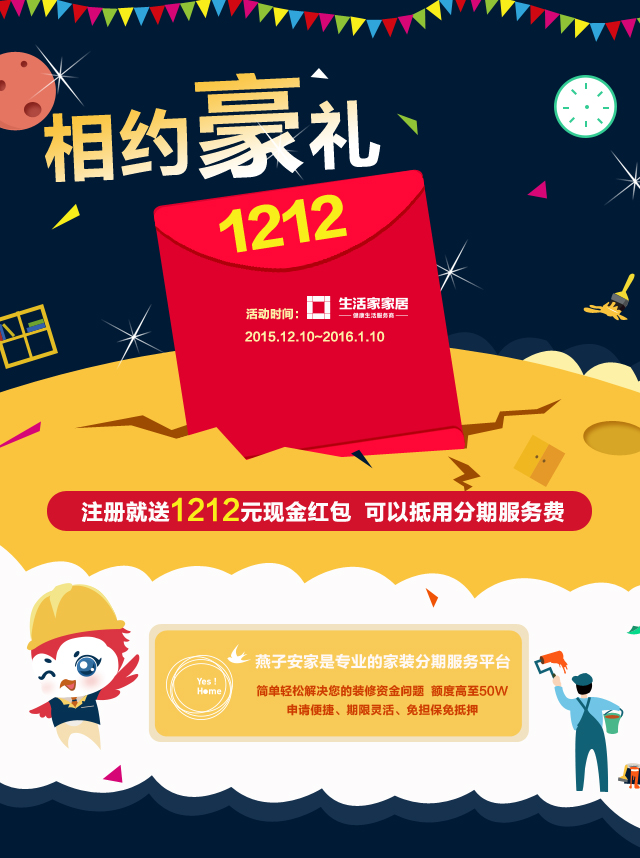 相约豪礼
1212
活动时间： 生活家家居
健康生活服务商
2015.12.10~2016.1.10
注册就送1212元现金红包 可以抵用分期服务费
燕子安家是专业的家装分期服务平台
Yes！
Home
简单轻松解决您的装修资金问题 额度高至50W
申请便捷、期限灵活、免担保免抵押